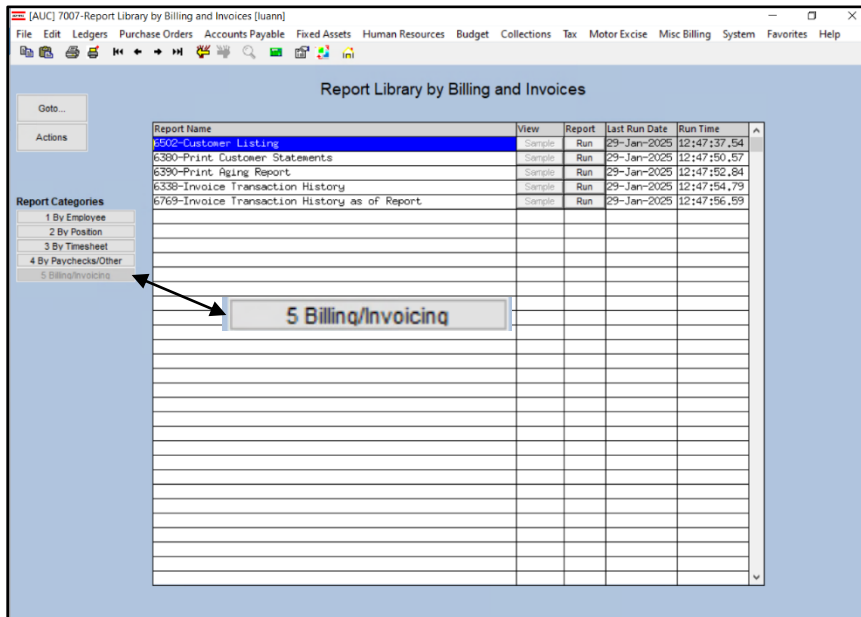 [AUC] 7007-Report Library by Billing and Invoices [luann]
File Edit Ledgers Purchase Orders Accounts Payable Fixed Assets Human Resources Budget Collections Tax Motor Excise Misc Billing System Favorites Help
Report Library by Billing and Invoices
Goto...
Actions
Report Name View Report Last Run Date Run Time
6502-Customer Listing Sample Run 29-Jan-2025 12:47:37.54
6380-Print Customer Statements Sample Run 29-Jan-2025 12:47:50.57
6390-Print Aging Report Sample Run 29-Jan-2025 12:47:52.84
6338-Invoice Transaction History Sample Run 29-Jan-2025 12:47:54.79
6769-Invoice Transaction History as of Report Sample Run 29-Jan-2025 12:47:56.59
Report Categories
1 By Employee
2 By Position
3 By Timesheet
4 By Paychecks/Other
5 Billing/Invoicing
5 Billing/Invoicing